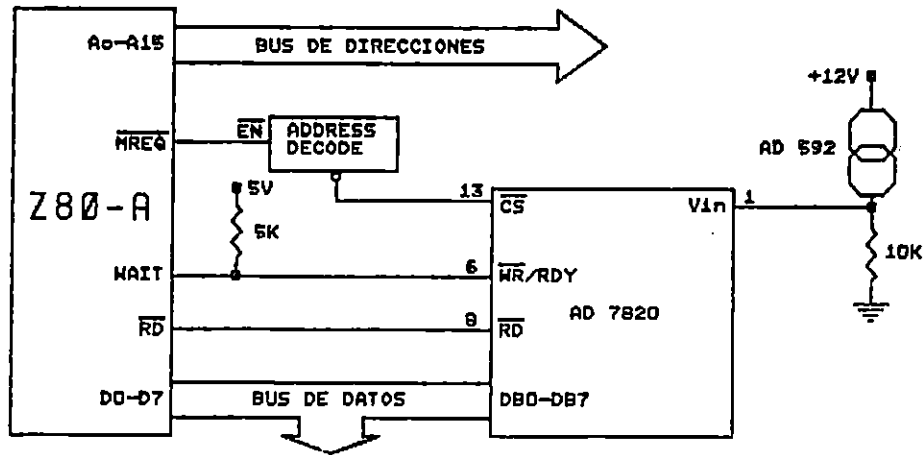 Ao-A15
BUS DE DIRECCIONES
+12V
MREQ
EN
ADDRESS
DECODE
AD 592
Z80-A
5V
13
CS
Vin
1
5K
10K
WAIT
6
WR/RDY
AD 7820
RD
8
RD
D0-D7
BUS DE DATOS
DB0-DB7